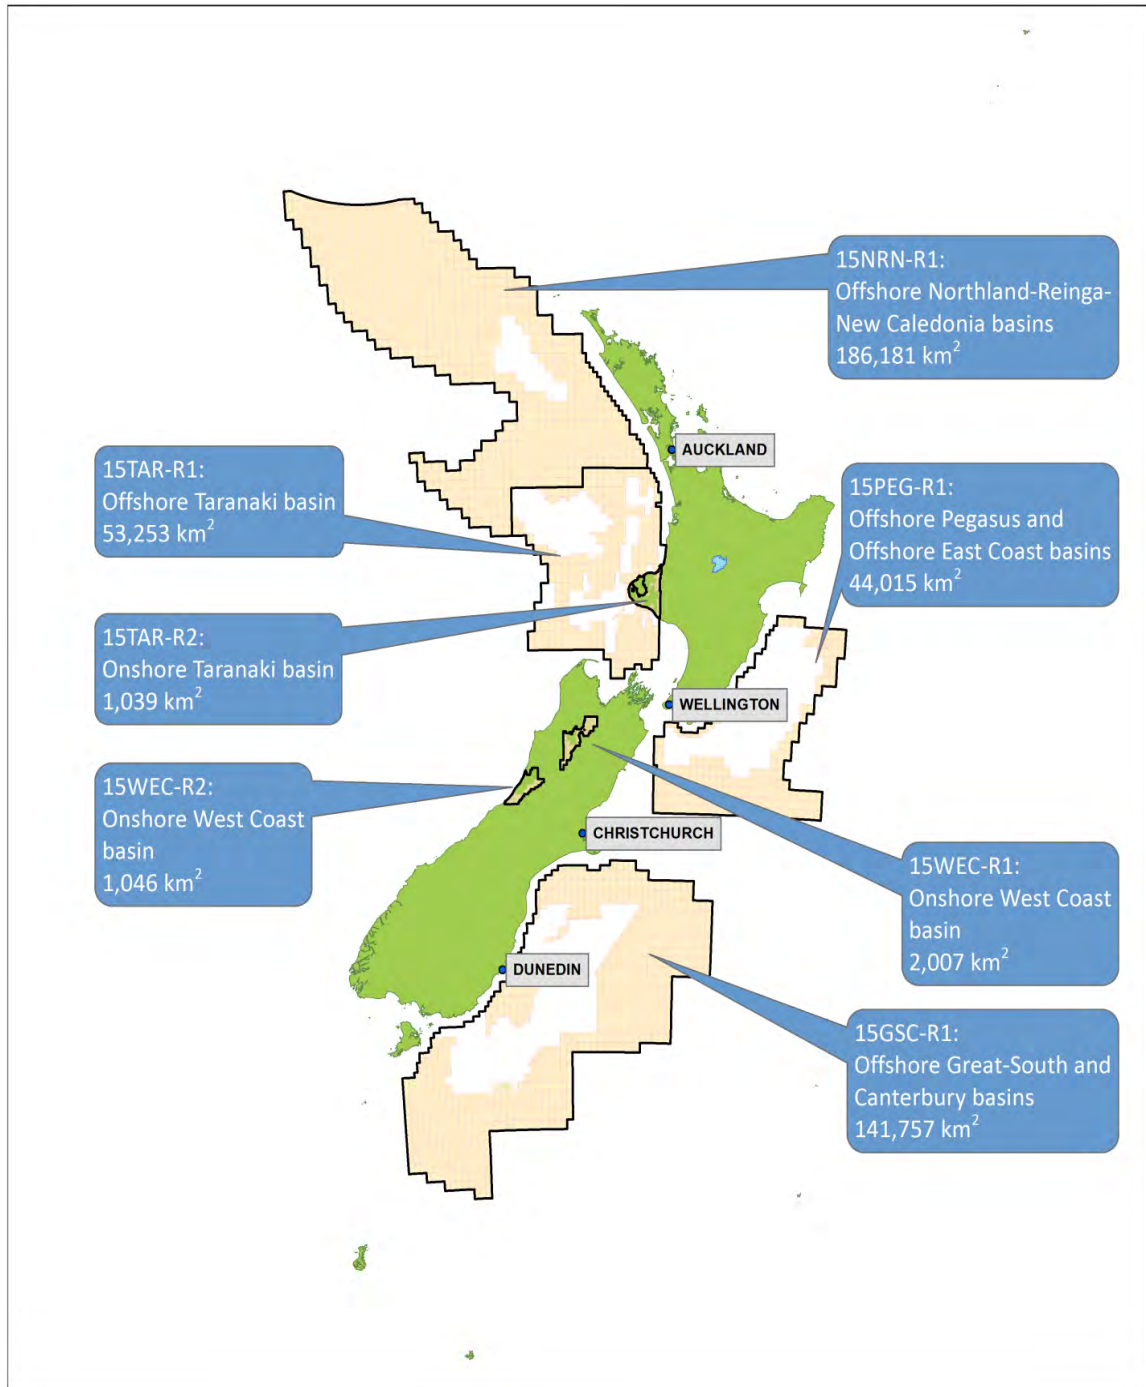 15NRN-R1:
Offshore Northland-Reinga-
New Caledonia basins
186,181 km²
AUCKLAND
15TAR-R1:
Offshore Taranaki basin
53,253 km²
15PEG-R1:
Offshore Pegasus and
Offshore East Coast basins
44,015 km²
15TAR-R2:
Onshore Taranaki basin
1,039 km²
WELLINGTON
15WEC-R2:
Onshore West Coast
basin
1,046 km²
CHRISTCHURCH
15WEC-R1:
Onshore West Coast
basin
2,007 km²
DUNEDIN
15GSC-R1:
Offshore Great-South and
Canterbury basins
141,757 km²